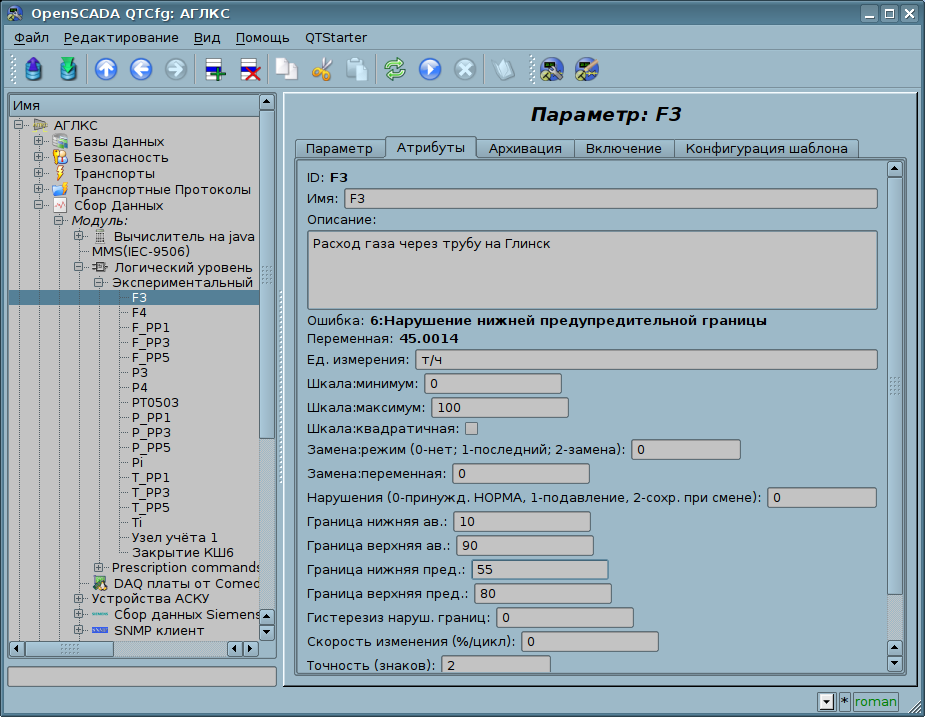 OpenSCADA QTCfg: АГЛКС
Файл Редактирование Вид Помощь QTStarter
Имя
АГЛКС
Базы Данных
Безопасность
Транспорты
Транспортные Протоколы
Сбор Данных
Модуль:
Вычислитель на java
MMS(IEC-9506)
Логический уровень
Экспериментальный
F3
F4
F_PP1
F_PP3
F_PP5
P3
P4
PT0503
P_PP1
P_PP3
P_PP5
Pi
T_PP1
T_PP3
T_PP5
Ti
Узел учёта 1
Закрытие КШ6
Prescription commands
DAQ платы от Comed
Устройства АСКУ
Сбор данных Siemens
SNMP клиент
Параметр: F3
Параметр Атрибуты Архивация Включение Конфигурация шаблона
ID: F3
Имя: F3
Описание:
Расход газа через трубу на Глинск
Ошибка: 6:Нарушение нижней предупредительной границы
Переменная: 45.0014
Ед. измерения: т/ч
Шкала:минимум: 0
Шкала:максимум: 100
Шкала:квадратичная:
Замена:режим (0-нет; 1-последний; 2-замена): 0
Замена:переменная: 0
Нарушения (0-принужд. НОРМА, 1-подавление, 2-сохр. при смене): 0
Граница нижняя ав.: 10
Граница верхняя ав.: 90
Граница нижняя пред.: 55
Граница верхняя пред.: 80
Гистерезиз наруш. границ: 0
Скорость изменения (%/цикл): 0
Точность (знаков): 2
* roman